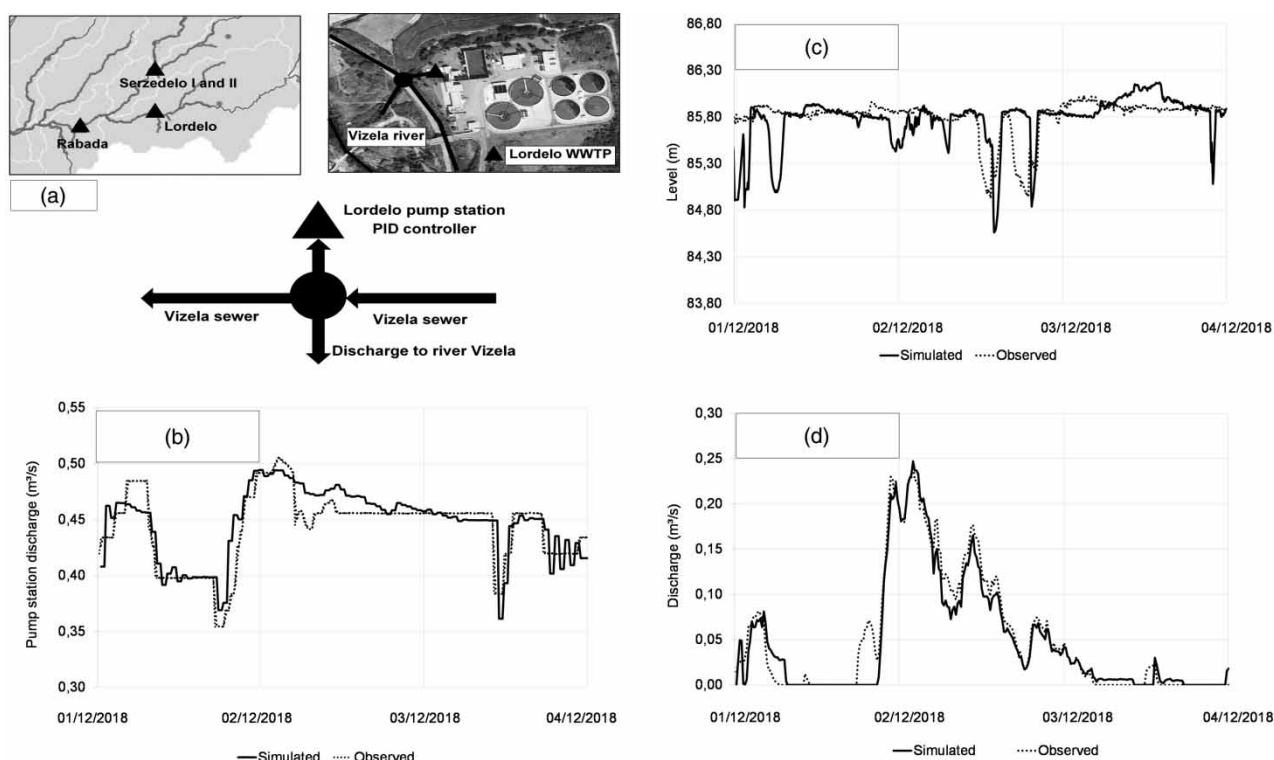 Serzedelo I and II
Lordelo
Rabada
Vizela river
Lordelo WWTP
(a)
Lordelo pump station
PID controller
Vizela sewer
Vizela sewer
Discharge to river Vizela
(b)
Pump station discharge (m³/s)
0,55
0,50
0,45
0,40
0,35
0,30
01/12/2018
02/12/2018
03/12/2018
04/12/2018
Simulated
Observed
(c)
Level (m)
86,80
86,30
85,80
85,30
84,80
84,30
83,80
01/12/2018
02/12/2018
03/12/2018
04/12/2018
Simulated
Observed
(d)
Discharge (m³/s)
0,30
0,25
0,20
0,15
0,10
0,05
0,00
01/12/2018
02/12/2018
03/12/2018
04/12/2018
Simulated
Observed